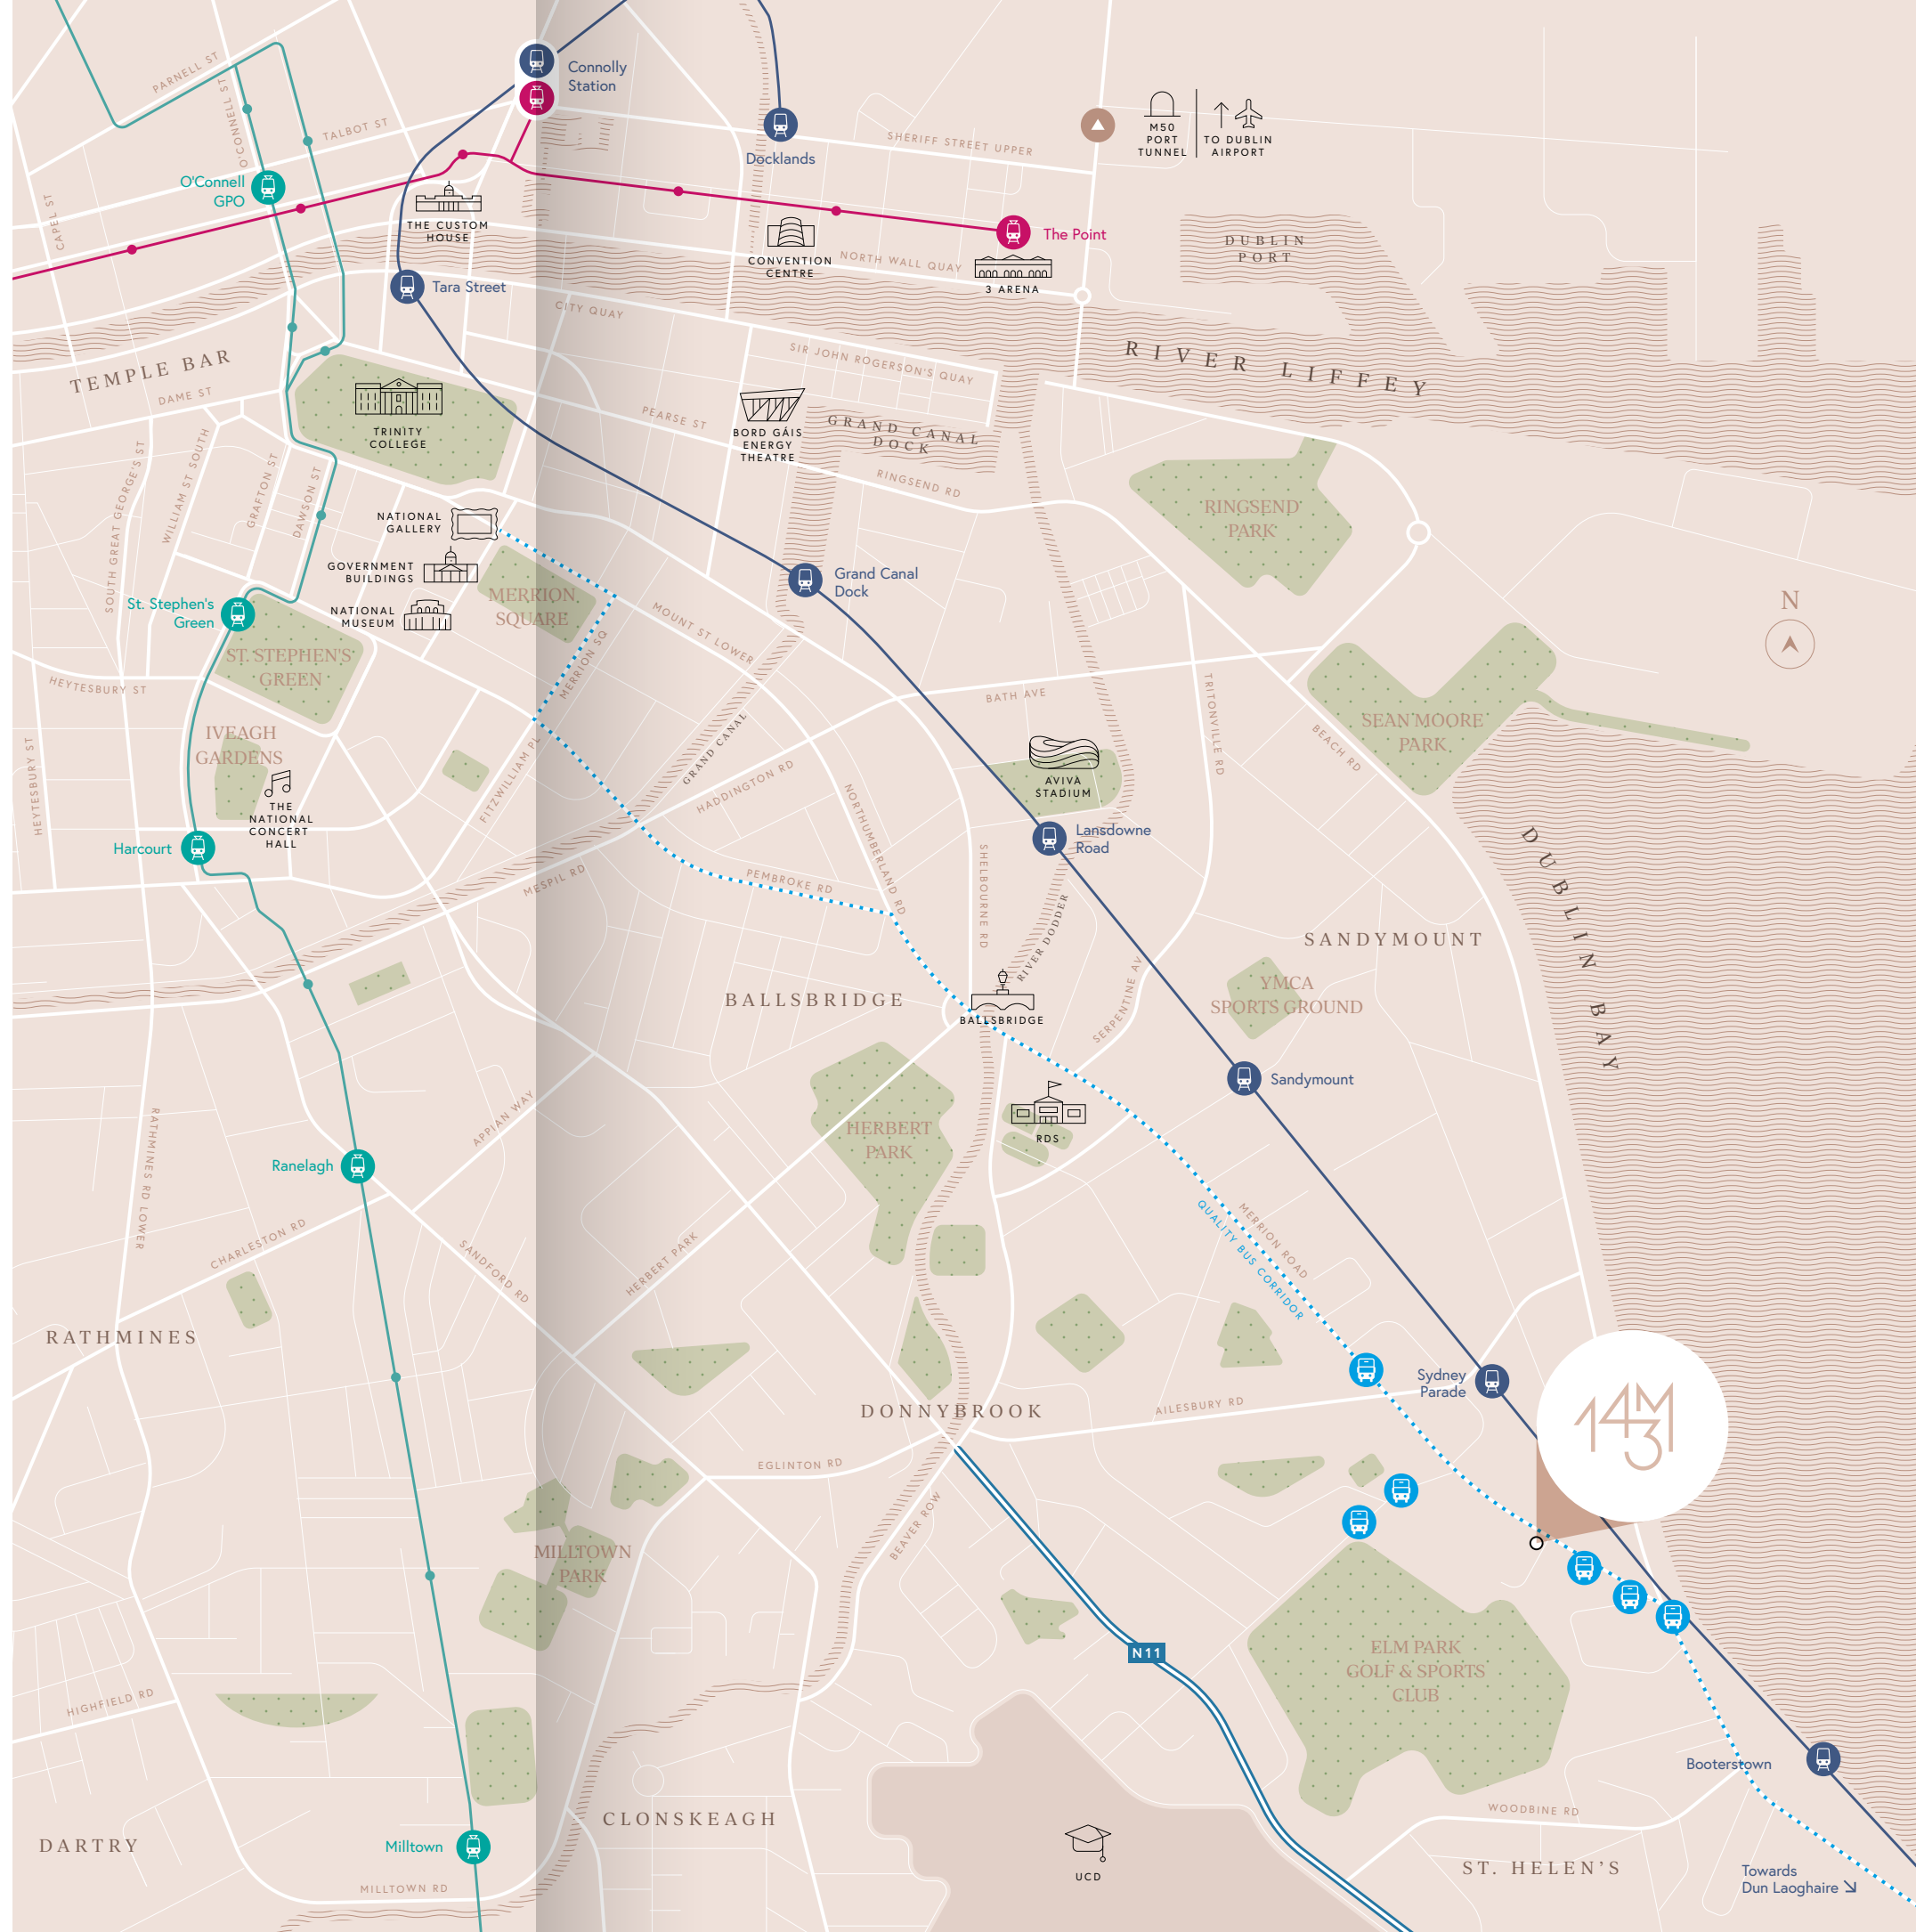 PARNELL ST
O'CONNELL ST
TALBOT ST
CAPEL ST
Connolly
Station
Docklands
SHERIFF STREET UPPER
M50
PORT
TUNNEL
TO DUBLIN
AIRPORT
O'Connell
GPO
THE CUSTOM
HOUSE
CONVENTION
CENTRE
NORTH WALL QUAY
The Point
3 ARENA
DUBLIN
PORT
Tara Street
CITY QUAY
SIR JOHN ROGERSON'S QUAY
RIVER LIFFEY
TEMPLE BAR
DAME ST
TRINITY
COLLEGE
PEARSE ST
BORD GÁIS
ENERGY
THEATRE
GRAND CANAL
DOCK
RINGSEND RD
RINGSEND
PARK
SOUTH GREAT GEORGE'S ST
WILLIAM ST SOUTH
GRAFTON ST
DAWSON ST
NATIONAL
GALLERY
GOVERNMENT
BUILDINGS
NATIONAL
MUSEUM
MERRION
SQUARE
Grand Canal
Dock
N
St. Stephen's
Green
ST. STEPHEN'S
GREEN
MERRION SQ
MOUNT ST LOWER
HEYTESBURY ST
BATH AVE
TRITONVILLE RD
BEACH RD
SEAN MOORE
PARK
IVEAGH
GARDENS
HEYTESBURY ST
THE
NATIONAL
CONCERT
HALL
FITZWILLIAM PL
GRAND CANAL
HADDINGTON RD
NORTHUMBERLAND RD
AVIVA
STADIUM
Lansdowne
Road
Harcourt
MESPIL RD
PEMBROKE RD
SHELBOURNE RD
RIVER DODDER
DUBLIN BAY
SANDYMOUNT
YMCA
SPORTS GROUND
BALLSBRIDGE
BALLSBRIDGE
SERPENTINE AV
Sandymount
RATHMINES RD LOWER
APPIAN WAY
HERBERT
PARK
RDS
Ranelagh
CHARLESTON RD
SANDFORD RD
HERBERT PARK
MERRION ROAD
QUALITY BUS CORRIDOR
RATHMINES
Sydney
Parade
143M
DONNYBROOK
AILESBURY RD
EGLINTON RD
BEAVER ROW
MILLTOWN
PARK
N11
ELM PARK
GOLF & SPORTS
CLUB
HIGHFIELD RD
Booterstown
WOODBINE RD
CLONSKEAGH
DARTRY
Milltown
UCD
ST. HELEN'S
MILLTOWN RD
Towards
Dun Laoghaire